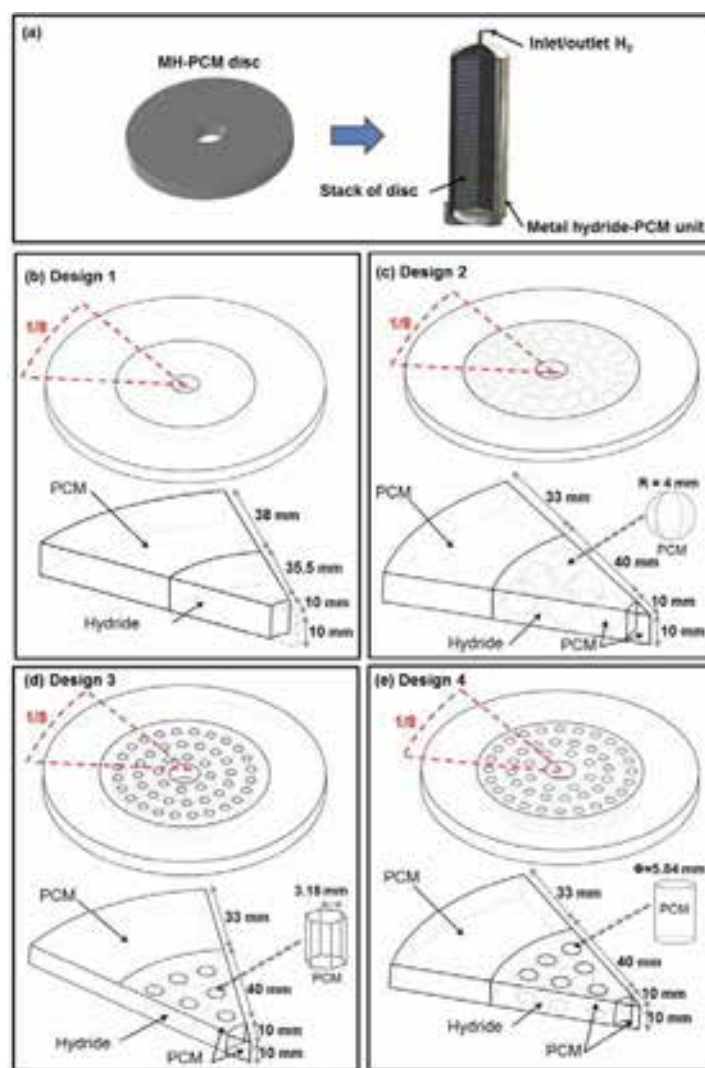 (a)
MH-PCM disc
Inlet/outlet H₂
Stack of disc
Metal hydride-PCM unit
(b) Design 1
1/8
PCM
38 mm
35.5 mm
10 mm
10 mm
Hydride
(c) Design 2
1/8
R = 4 mm
PCM
PCM
33 mm
40 mm
10 mm
10 mm
Hydride
PCM
(d) Design 3
1/8
3.18 mm
PCM
PCM
33 mm
40 mm
10 mm
10 mm
Hydride
PCM
(e) Design 4
1/8
Φ=5.84 mm
PCM
PCM
33 mm
40 mm
10 mm
10 mm
Hydride
PCM